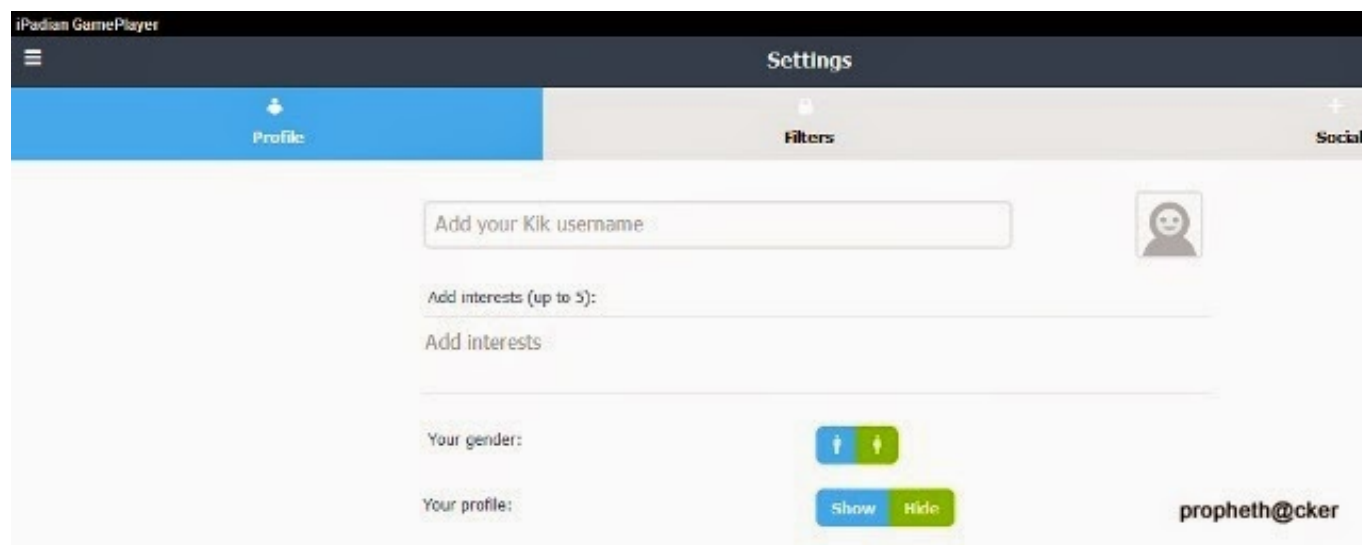 iPadian GamePlayer
Settings
Profile
Filters
Social
Add your Kik username
Add interests (up to 5):
Add interests
Your gender:
Your profile:
Show Hide
propheth@cker